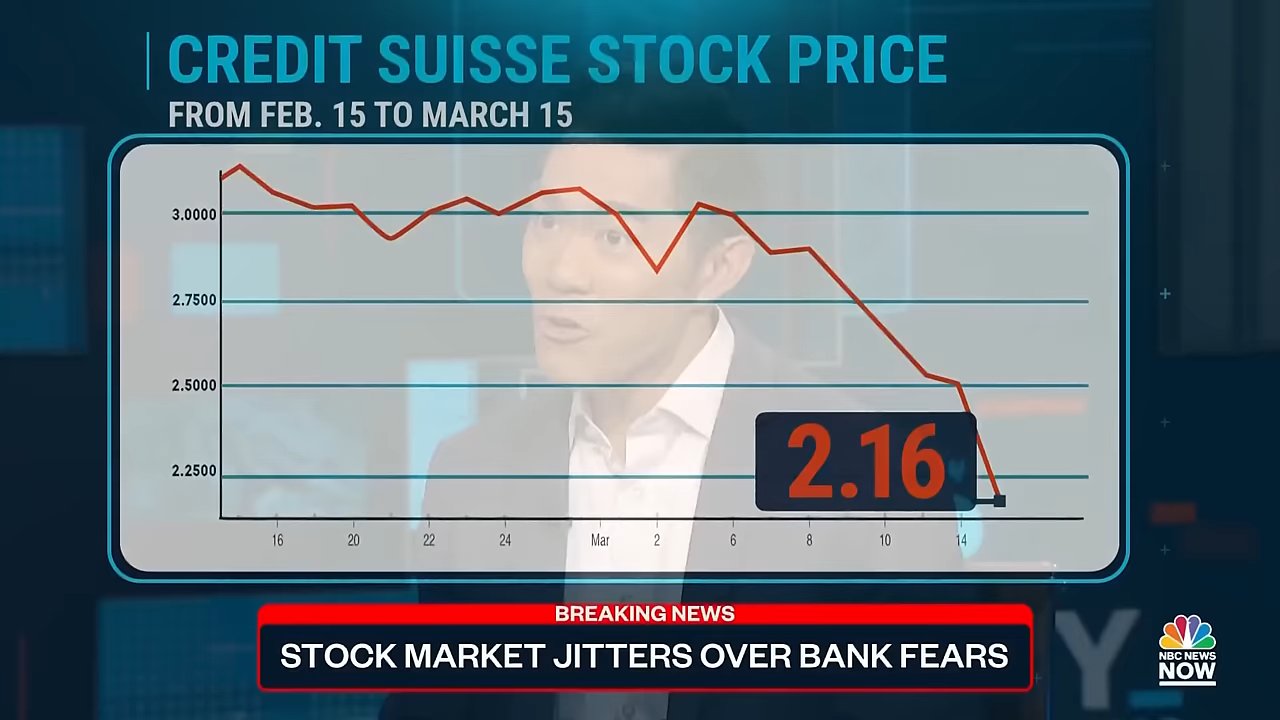 CREDIT SUISSE STOCK PRICE
FROM FEB. 15 TO MARCH 15
3.0000
2.7500
2.5000
2.2500
2.16
16 20 22 24 Mar 2 6 8 10 14
BREAKING NEWS
STOCK MARKET JITTERS OVER BANK FEARS
Y
NBC NEWS
NOW